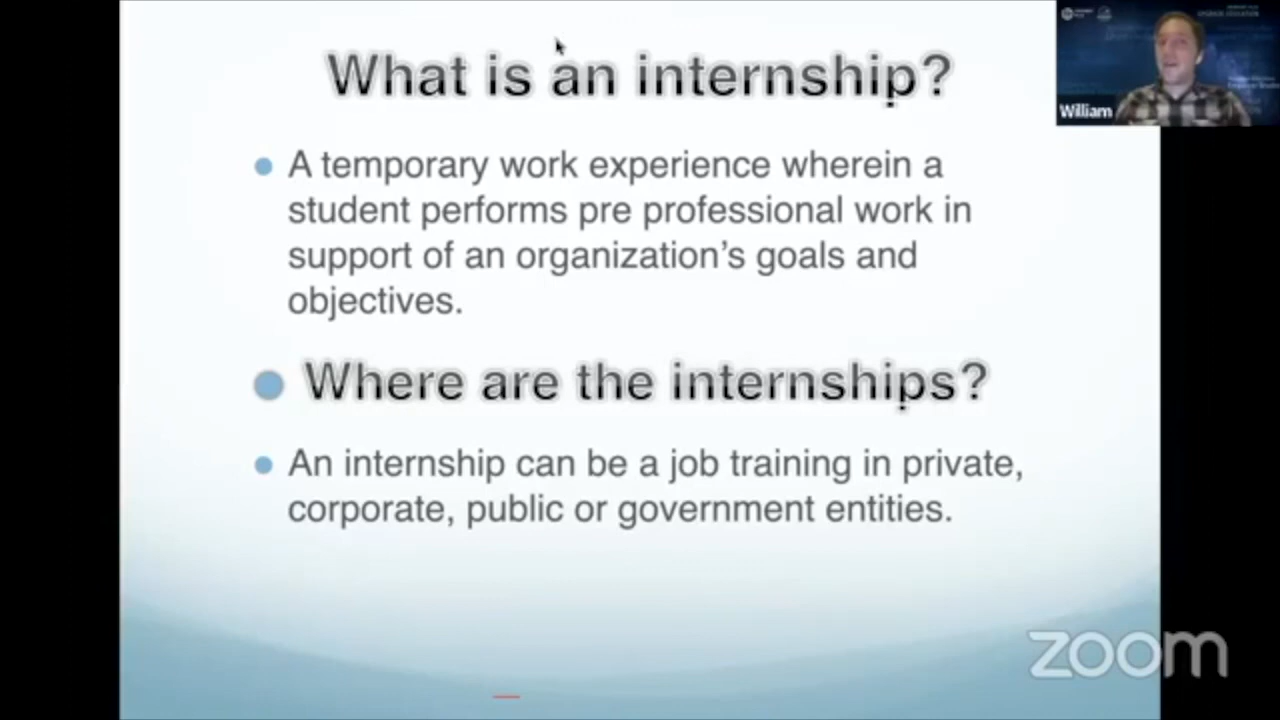 What is an internship?
A temporary work experience wherein a
student performs pre professional work in
support of an organization's goals and
objectives.
Where are the internships?
An internship can be a job training in private,
corporate, public or government entities.
William
zoom